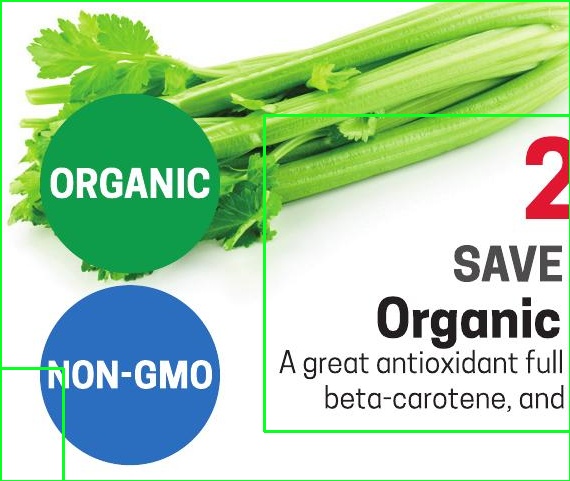 ORGANIC
2
SAVE
Organic
NON-GMO
A great antioxidant full
beta-carotene, and